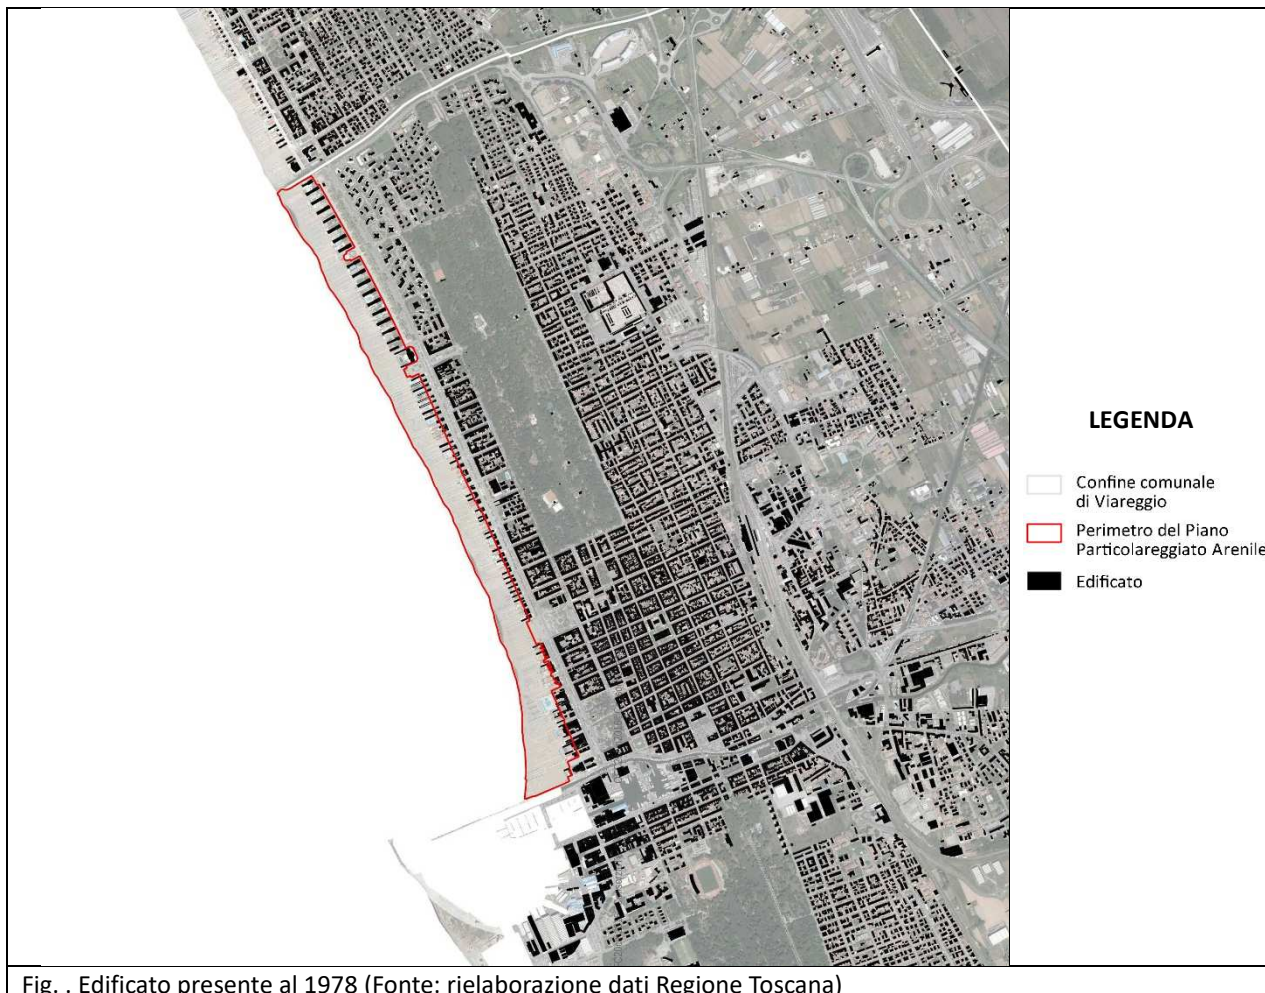 LEGENDA
Confine comunale
di Viareggio
Perimetro del Piano
Particolareggiato Arenile
Edificato
Fig. . Edificato presente al 1978 (Fonte: rielaborazione dati Regione Toscana)